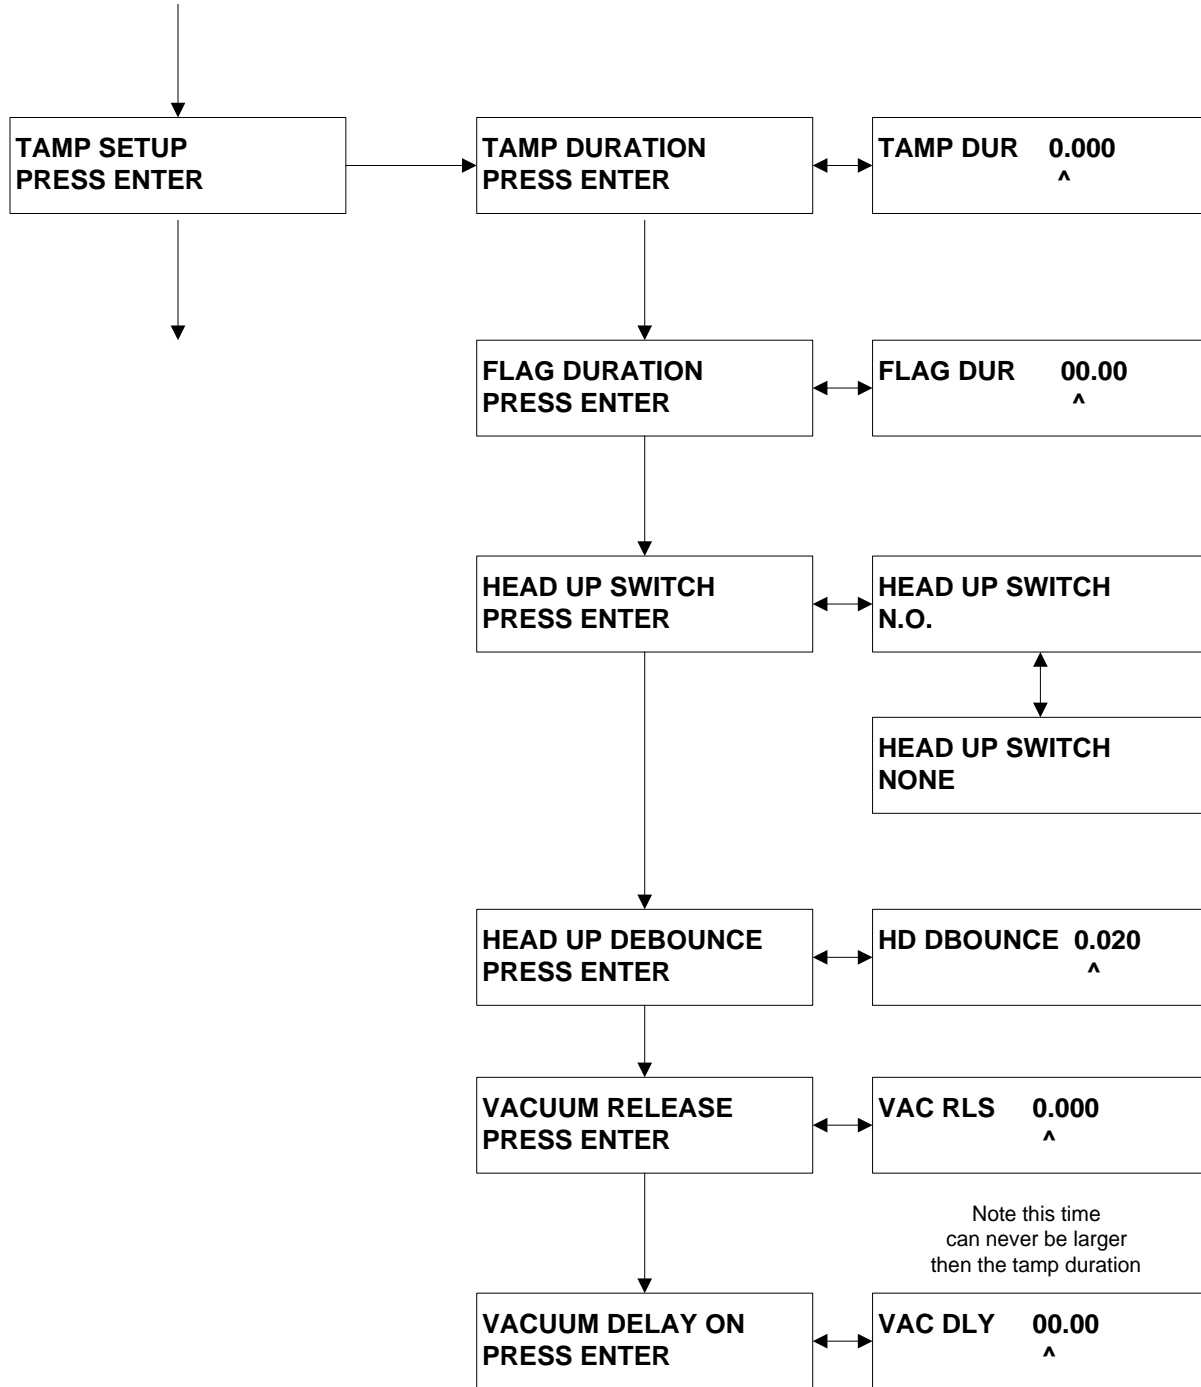 TAMP SETUP
PRESS ENTER
TAMP DURATION
PRESS ENTER
TAMP DUR 0.000
^
FLAG DURATION
PRESS ENTER
FLAG DUR 00.00
^
HEAD UP SWITCH
PRESS ENTER
HEAD UP SWITCH
N.O.
HEAD UP SWITCH
NONE
HEAD UP DEBOUNCE
PRESS ENTER
HD DBOUNCE 0.020
^
VACUUM RELEASE
PRESS ENTER
VAC RLS 0.000
^
Note this time
can never be larger
then the tamp duration
VACUUM DELAY ON
PRESS ENTER
VAC DLY 00.00
^